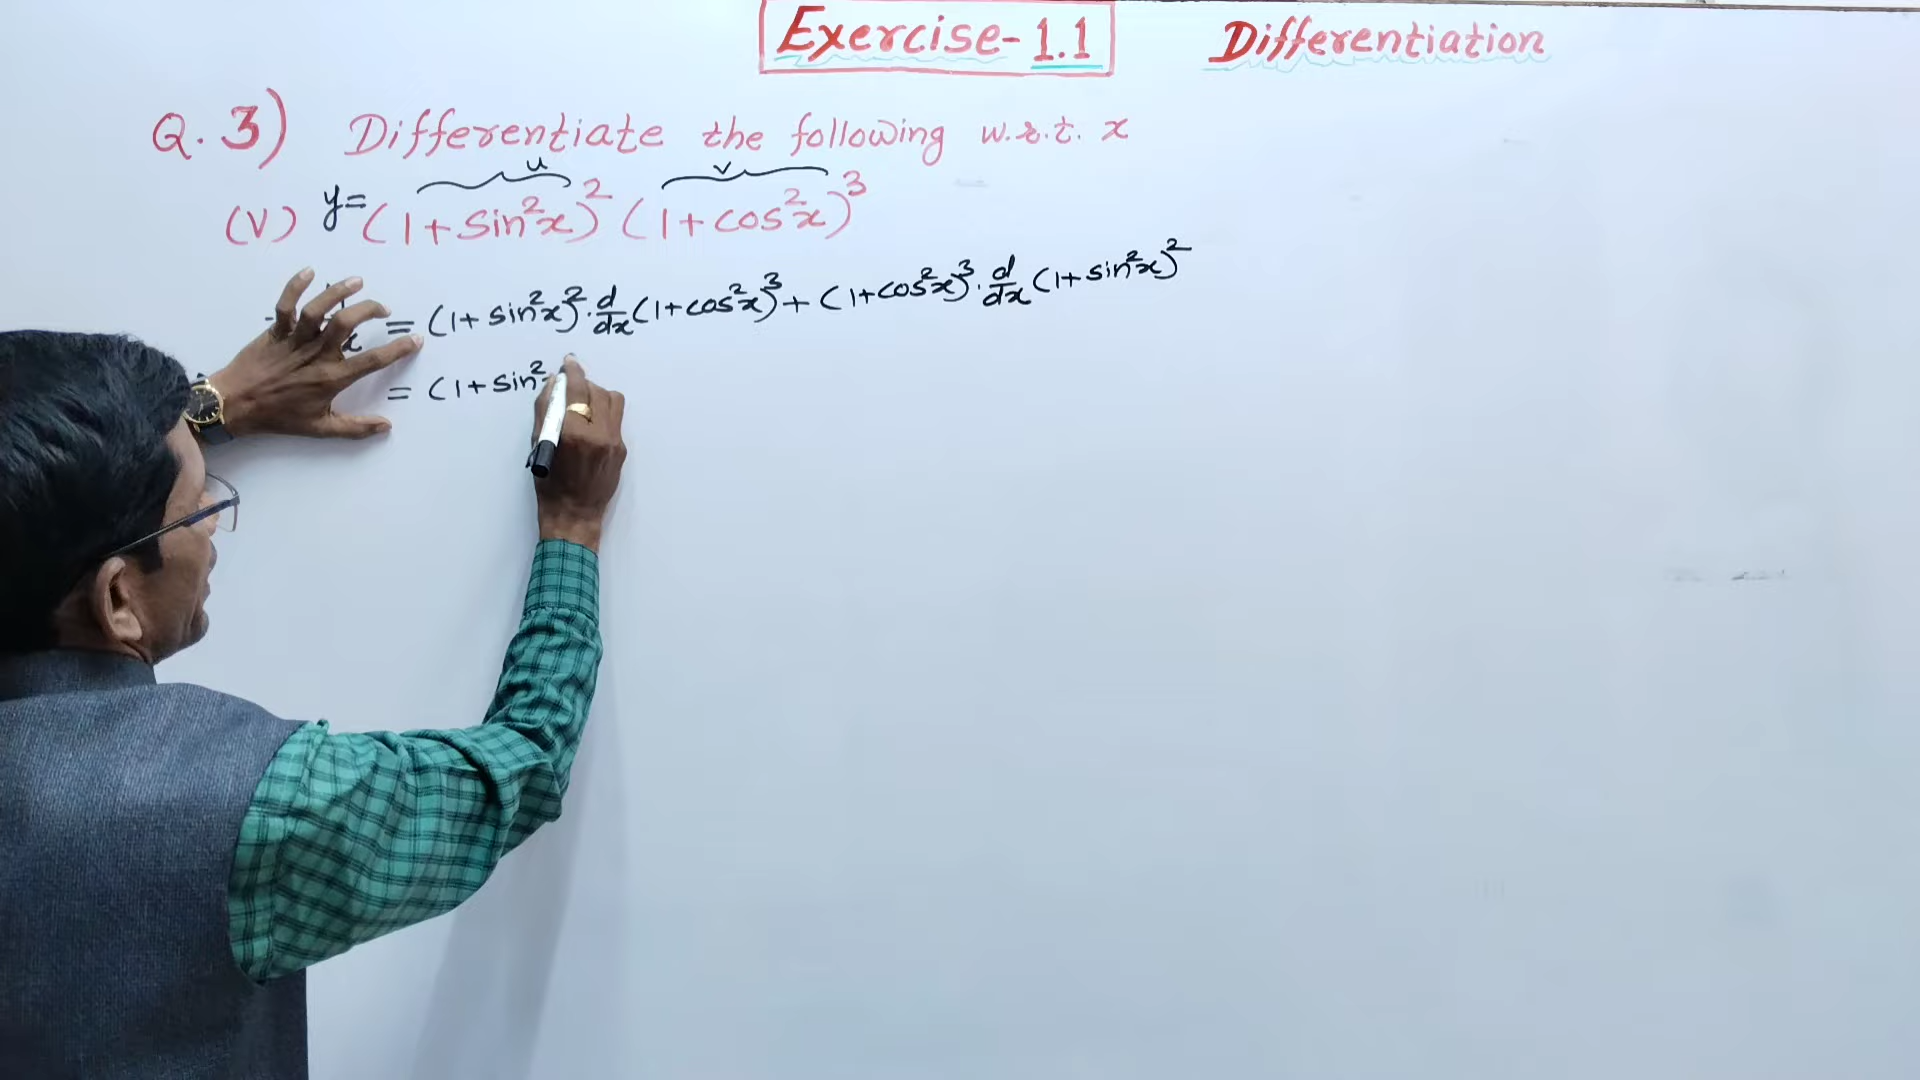 Exercise-1.1 Differentiation
Q. 3) Differentiate the following w.r.t. x
u v
(V) y=(1+sin²x)² (1+cos²x)³
x = (1+sin²x)²·d/dx(1+cos²x)³+(1+cos²x)³·d/dx(1+sin²x)²
= (1+sin²